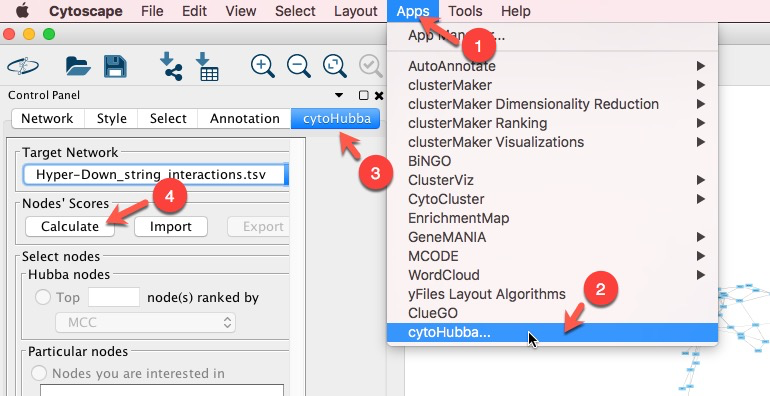 Cytoscape File Edit View Select Layout Apps Tools Help
1
App Manager...
Control Panel
Network Style Select Annotation cytoHubba
3
Target Network
Hyper-Down_string_interactions.tsv
4
Nodes' Scores
Calculate Import Export
Select nodes
Hubba nodes
Top node(s) ranked by
MCC
Particular nodes
Nodes you are interested in
AutoAnnotate
clusterMaker
clusterMaker Dimensionality Reduction
clusterMaker Ranking
clusterMaker Visualizations
BiNGO
ClusterViz
CytoCluster
EnrichmentMap
GeneMANIA
MCODE
WordCloud
2
yFiles Layout Algorithms
ClueGO
cytoHubba...